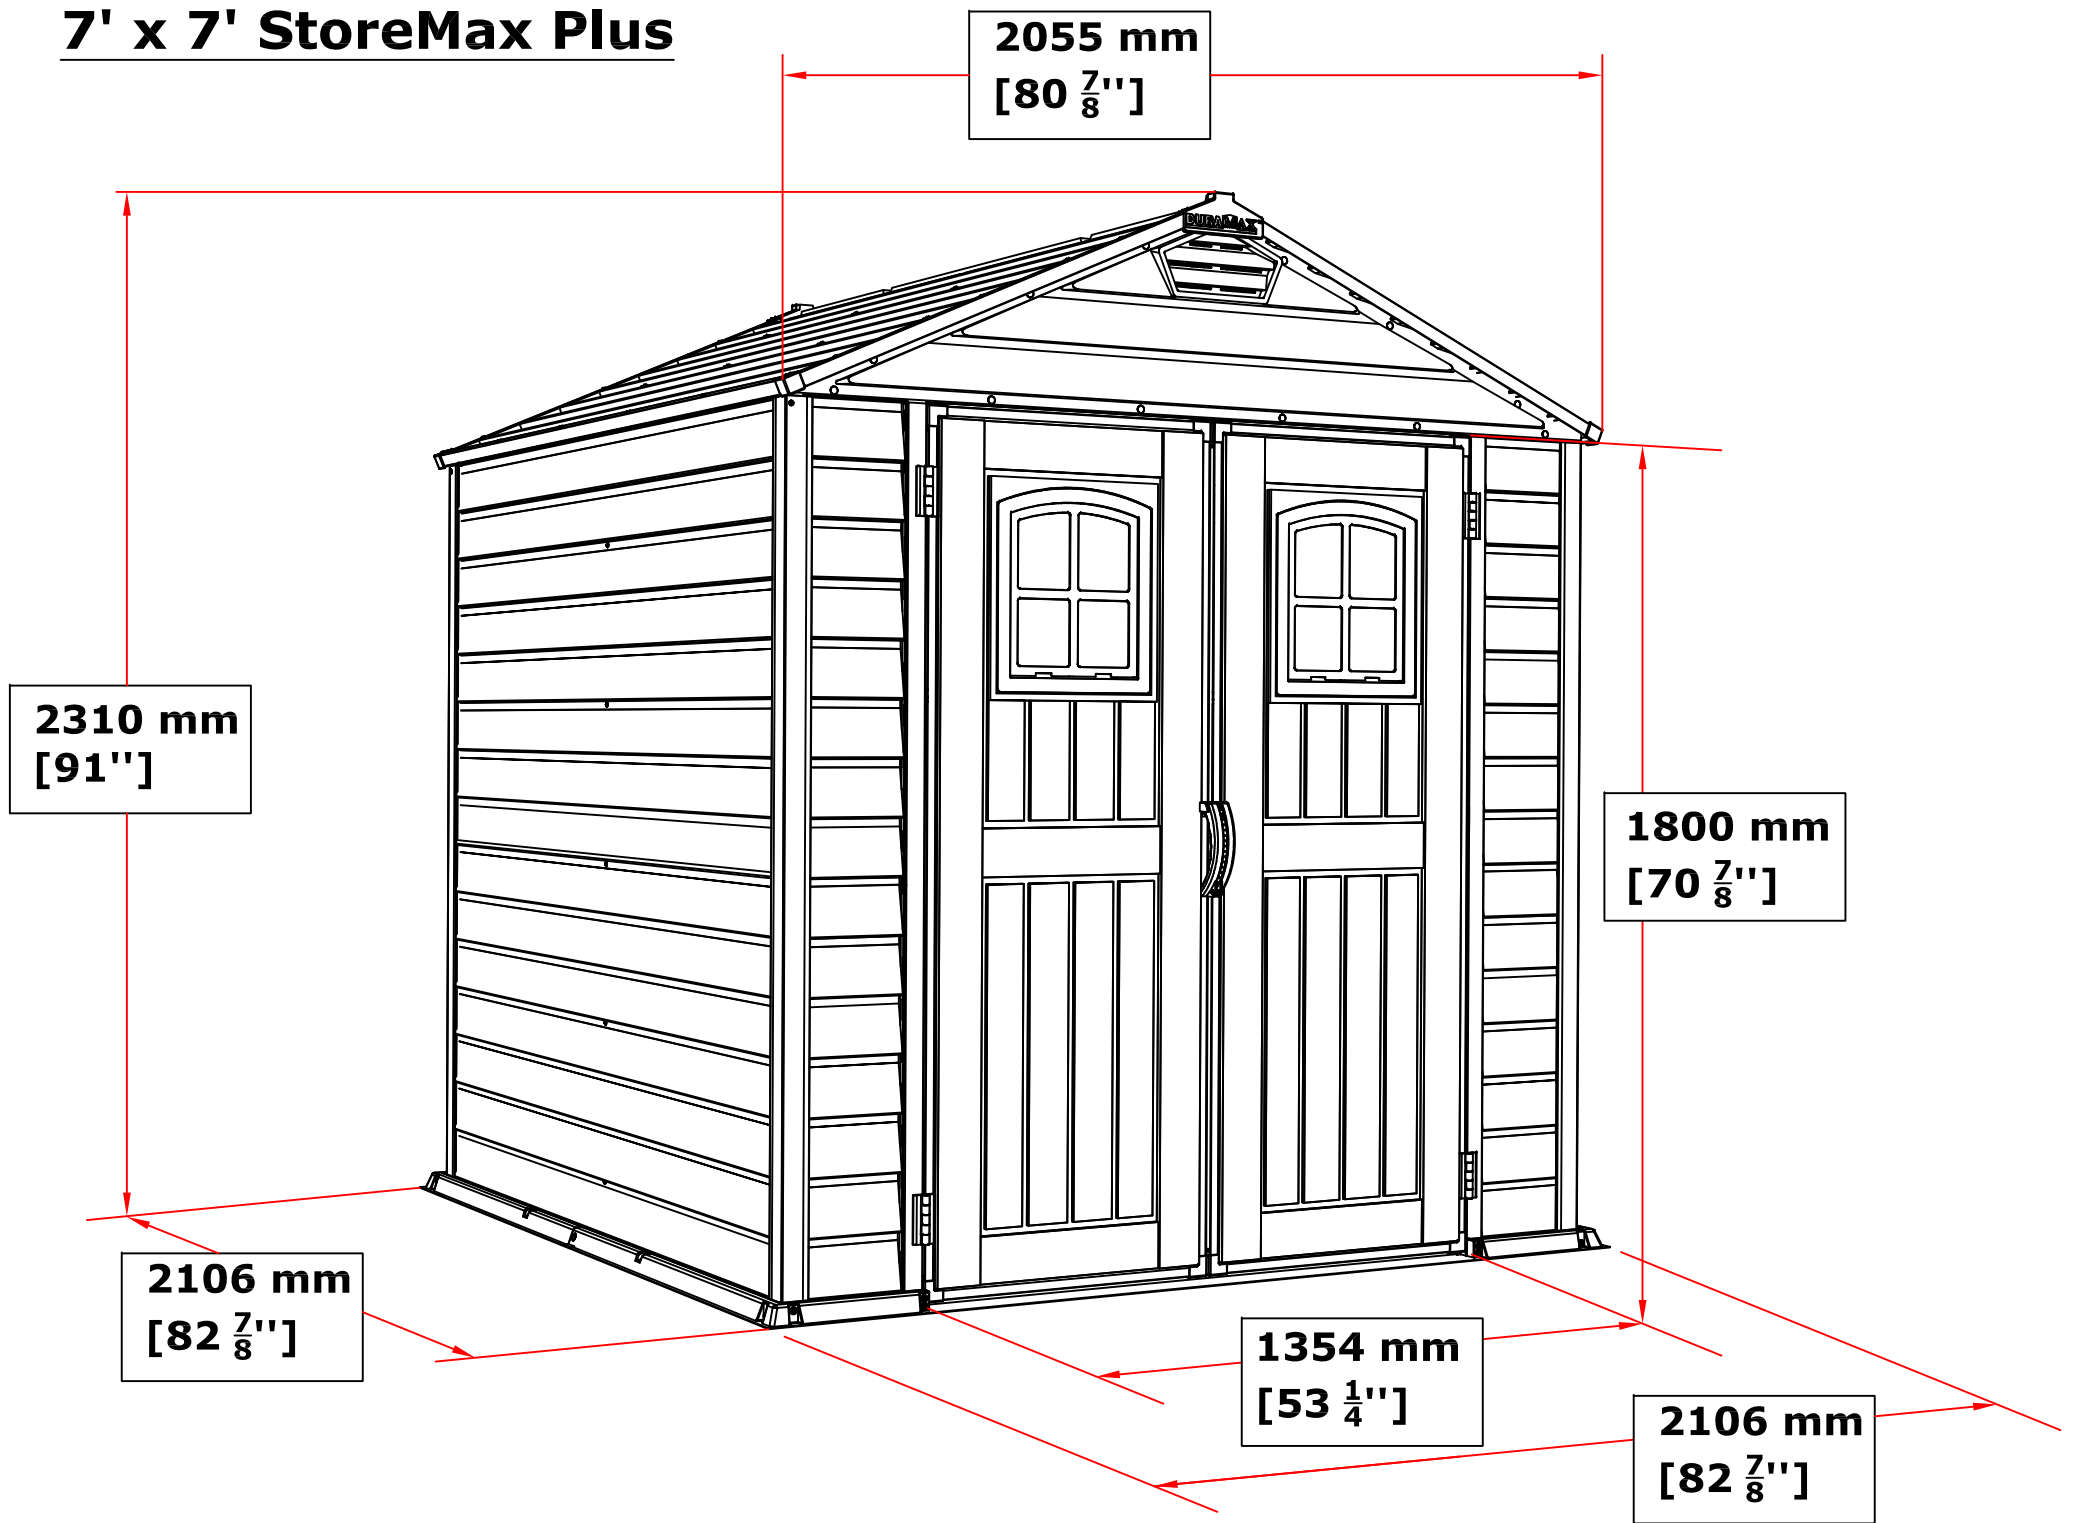 7' x 7' StoreMax Plus
2055 mm
[80 7/8'']
DURAMAX
2310 mm
[91'']
1800 mm
[70 7/8'']
2106 mm
[82 7/8'']
1354 mm
[53 1/4'']
2106 mm
[82 7/8'']